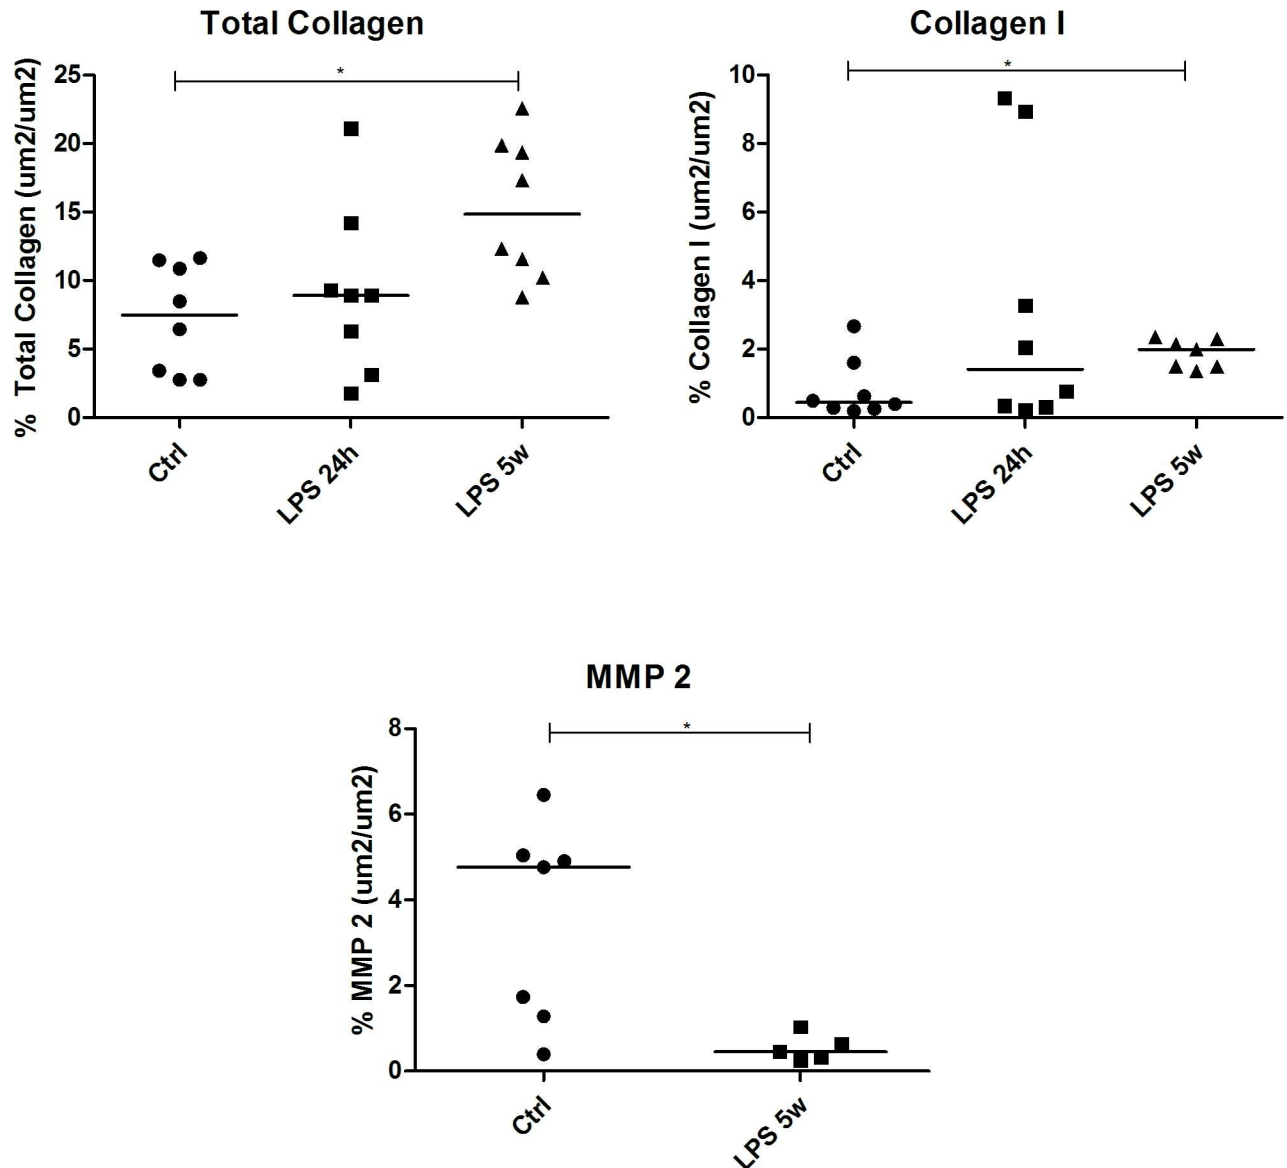 Total Collagen
*
25
20
15
10
5
0
% Total Collagen (um2/um2)
Ctrl
LPS 24h
LPS 5w
Collagen I
*
10
8
6
4
2
0
% Collagen I (um2/um2)
Ctrl
LPS 24h
LPS 5w
MMP 2
*
8
6
4
2
0
% MMP 2 (um2/um2)
Ctrl
LPS 5w